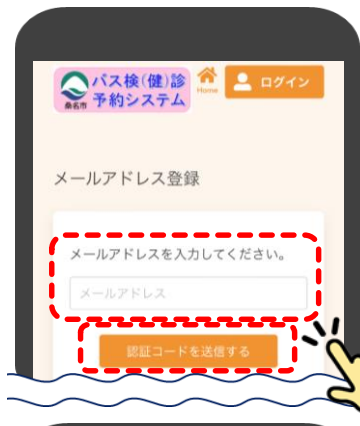 バス検(健)診
予約システム
桑名市
Home
ログイン
メールアドレス登録
メールアドレスを入力してください。
メールアドレス
認証コードを送信する